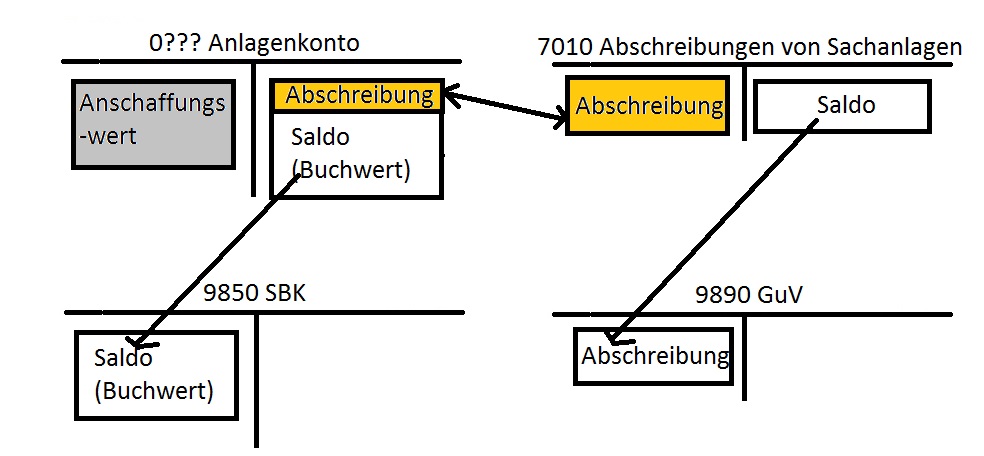 0??? Anlagenkonto
7010 Abschreibungen von Sachanlagen
Anschaffungs
-wert
Abschreibung
Saldo
(Buchwert)
Abschreibung
Saldo
9850 SBK
9890 GuV
Saldo
(Buchwert)
Abschreibung